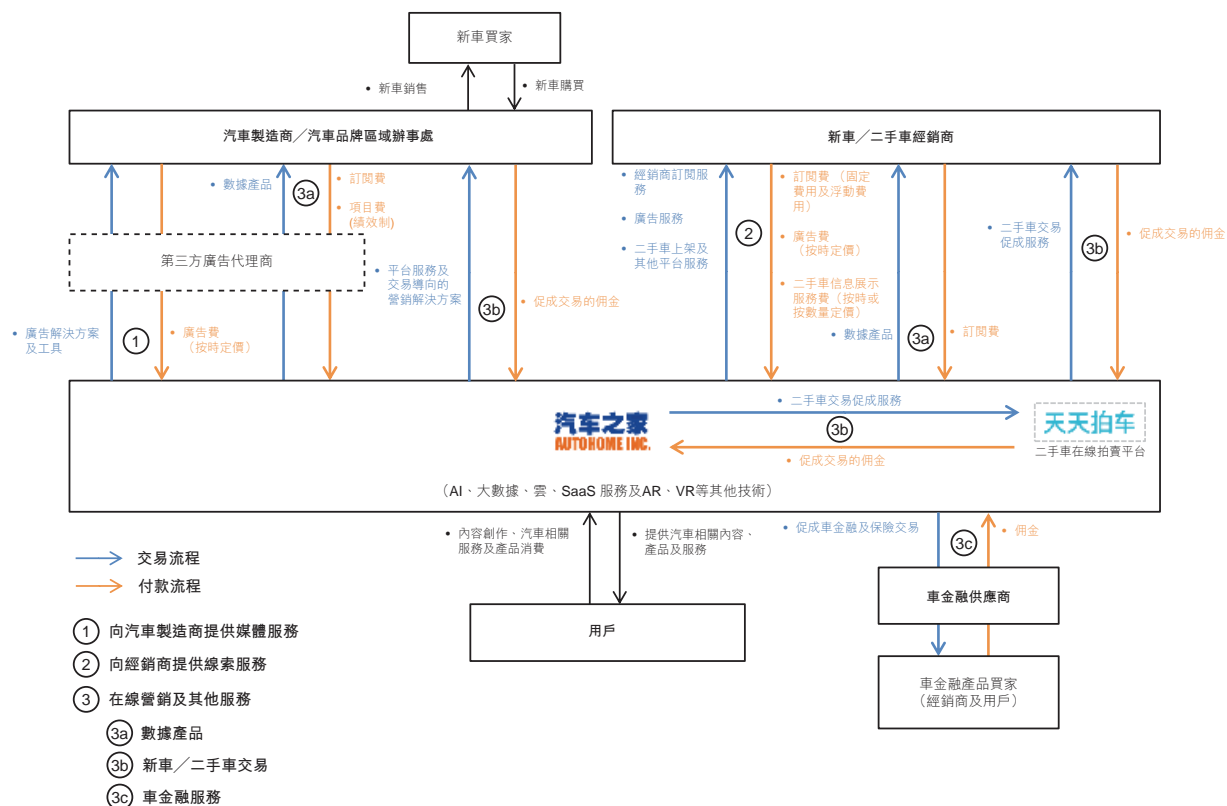 新車買家
• 新車銷售
• 新車購買
汽車製造商／汽車品牌區域辦事處
新車／二手車經銷商
• 數據產品
3a
• 訂閱費
• 項目費
(績效制)
第三方廣告代理商
• 廣告解決方案
及工具
1
• 廣告費
（按時定價）
• 平台服務及
交易導向的
營銷解決方案
3b
• 促成交易的佣金
• 經銷商訂閱服
務
• 廣告服務
• 二手車上架及
其他平台服務
2
• 訂閱費 （固定
費用及浮動費
用）
• 廣告費
（按時定價）
• 二手車信息展示
服務費（按時或
按數量定價）
• 數據產品
3a
• 訂閱費
• 二手車交易
促成服務
3b
• 促成交易的佣金
汽车之家
AUTOHOME INC.
• 二手車交易促成服務
3b
• 促成交易的佣金
天天拍车
二手車在線拍賣平台
（AI、大數據、雲、SaaS 服務及AR、VR等其他技術）
• 內容創作、汽車相關
服務及產品消費
• 提供汽車相關內容、
產品及服務
用戶
• 促成車金融及保險交易
3c
• 佣金
車金融供應商
車金融產品買家
（經銷商及用戶）
交易流程
付款流程
1 向汽車製造商提供媒體服務
2 向經銷商提供線索服務
3 在線營銷及其他服務
3a 數據產品
3b 新車／二手車交易
3c 車金融服務